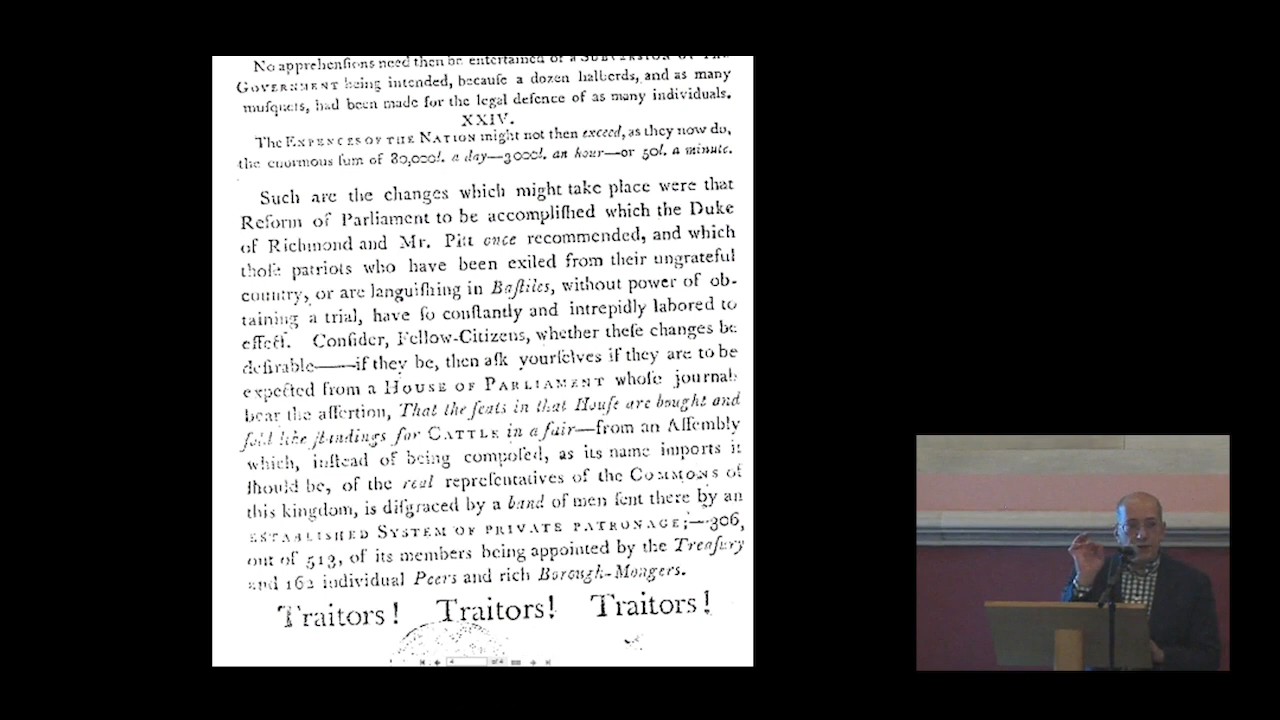 No apprehenſions need then be entertained of a SUBVERSION OF THE
GOVERNMENT being intended, becauſe a dozen halberds, and as many
muſquets, had been made for the legal defence of as many individuals.
XXIV.
The EXPENCES OF THE NATION might not then exceed, as they now do,
the enormous ſum of 80,000l. a day—3000l. an hour—or 50l. a minute.
Such are the changes which might take place were that
Reform of Parliament to be accompliſhed which the Duke
of Richmond and Mr. Pitt once recommended, and which
thoſe patriots who have been exiled from their ungrateful
country, or are languiſhing in Baſtiles, without power of ob-
taining a trial, have ſo conſtantly and intrepidly labored to
effect. Conſider, Fellow-Citizens, whether theſe changes be
deſirable——if they be, then aſk yourſelves if they are to be
expected from a HOUSE OF PARLIAMENT whoſe journals
bear the aſſertion, That the ſeats in that Houſe are bought and
ſold like ſtandings for CATTLE in a fair—from an Aſſembly
which, inſtead of being compoſed, as its name imports it
ſhould be, of the real repreſentatives of the COMMONS of
this kingdom, is diſgraced by a band of men ſent there by an
ESTABLISHED SYSTEM OF PRIVATE PATRONAGE;—306,
out of 513, of its members being appointed by the Treaſury
and 162 individual Peers and rich Borough-Mongers.
Traitors! Traitors! Traitors!